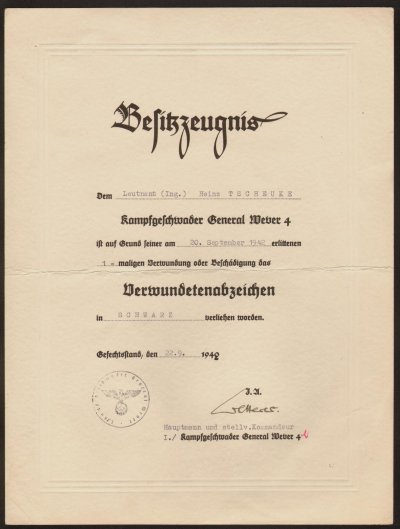 Besitzzeugnis
Dem Leutnant (Ing.) Heinz TSCHEUKE
Kampfgeschwader General Wever 4
ist auf Grund seiner am 20. September 1942 erlittenen
1 - maligen Verwundung oder Beschädigung das
Verwundetenabzeichen
in SCHWARZ verliehen worden.
Gefechtsstand, den 22.9. 1942
I.A.
Hauptmann und stellv. Kommandeur
I./ Kampfgeschwader General Wever 4